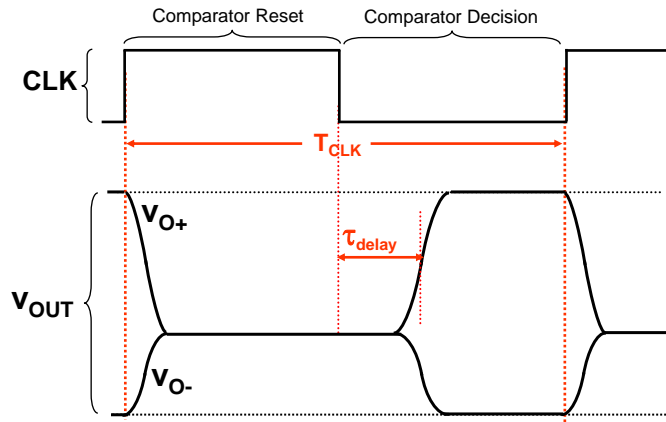 Comparator Reset Comparator Decision
CLK
TCLK
vO+
τdelay
vOUT
vO-